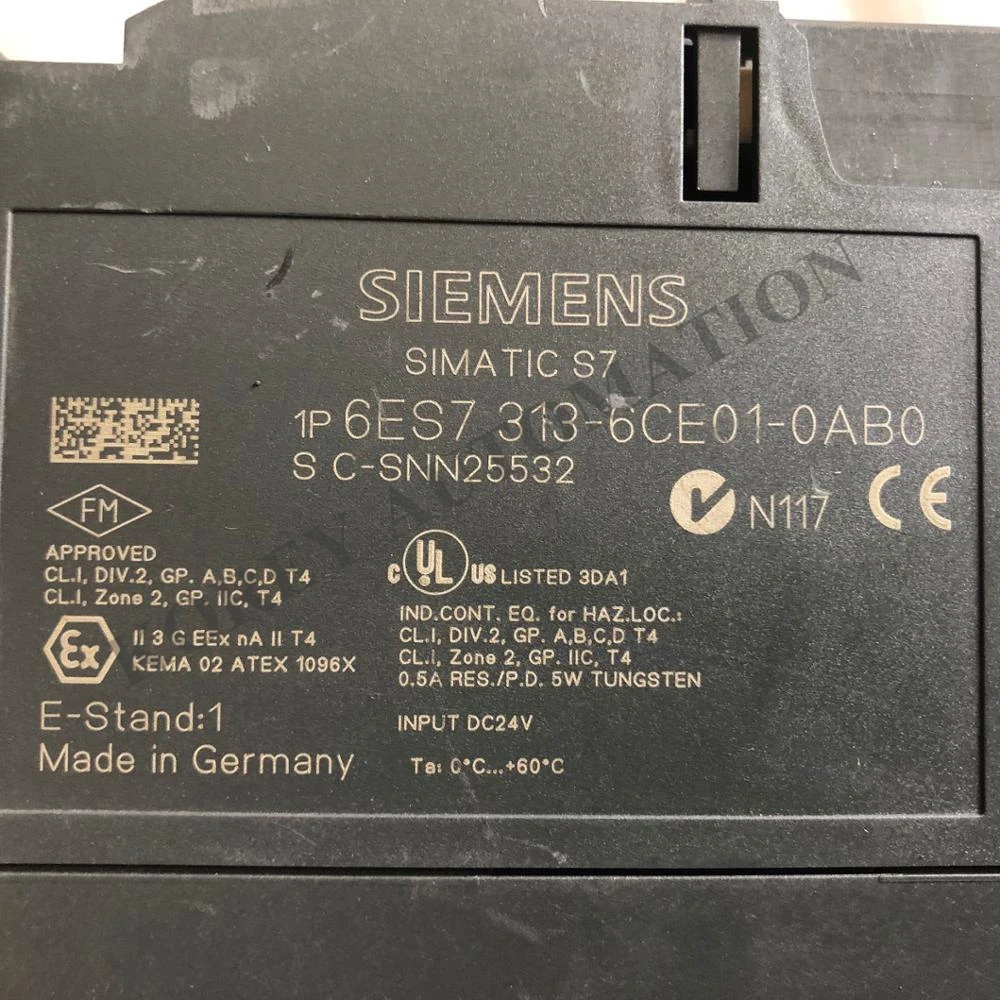 SIEMENS
SIMATIC S7
1P 6ES7 313-6CE01-0AB0
S C-SNN25532
N117 CE
FM
APPROVED
CL.I, DIV.2, GP. A,B,C,D T4
CL.I, Zone 2, GP. IIC, T4
Ex II 3 G EEx nA II T4
KEMA 02 ATEX 1096X
E-Stand:1
Made in Germany
C UL US LISTED 3DA1
IND.CONT. EQ. for HAZ.LOC.:
CL.I, DIV.2, GP. A,B,C,D T4
CL.I, Zone 2, GP. IIC, T4
0.5A RES./P.D. 5W TUNGSTEN
INPUT DC24V
Ta: 0°C...+60°C
AUTOMATION